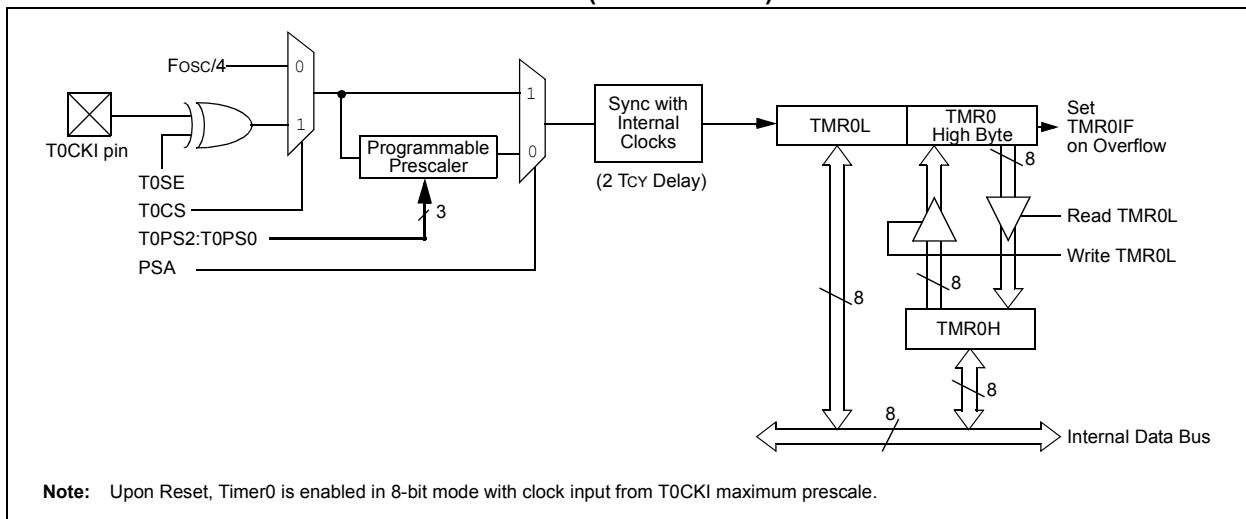 FOSC/4
0
1
T0CKI pin
T0SE
T0CS
T0PS2:T0PS0
PSA
Programmable
Prescaler
3
1
0
Sync with
Internal
Clocks
(2 TCY Delay)
TMR0L
TMR0
High Byte
Set
TMR0IF
on Overflow
8
Read TMR0L
Write TMR0L
8
8
TMR0H
8
8
Internal Data Bus
Note: Upon Reset, Timer0 is enabled in 8-bit mode with clock input from T0CKI maximum prescale.